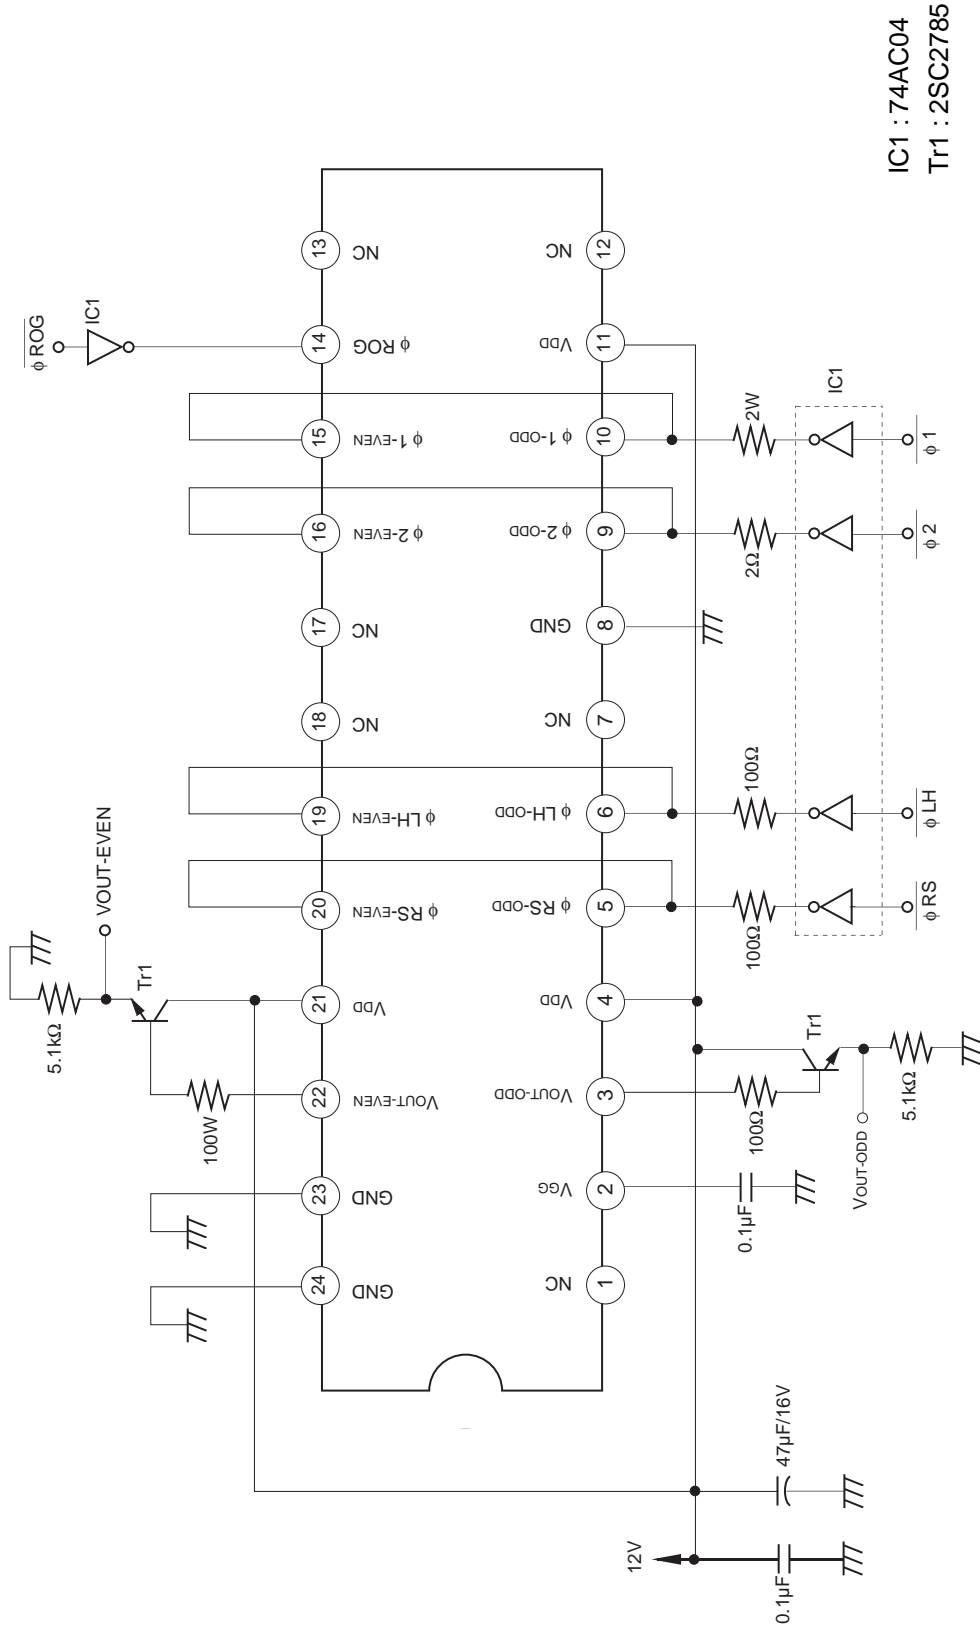 IC1 : 74AC04
Tr1 : 2SC2785
φ ROG
IC1
VOUT-EVEN
Tr1
5.1kΩ
100W
24
23
22
21
20
19
18
17
16
15
14
13
GND
GND
VOUT-EVEN
VDD
φ RS-EVEN
φ LH-EVEN
NC
NC
φ 2-EVEN
φ 1-EVEN
φ ROG
NC
NC
VGG
VOUT-ODD
VDD
φ RS-ODD
φ LH-ODD
NC
GND
φ 2-ODD
φ 1-ODD
VDD
NC
1
2
3
4
5
6
7
8
9
10
11
12
12V
0.1µF
47µF/16V
0.1µF
100Ω
Tr1
VOUT-ODD
5.1kΩ
100Ω
100Ω
2Ω
2W
IC1
φ RS
φ LH
φ 2
φ 1